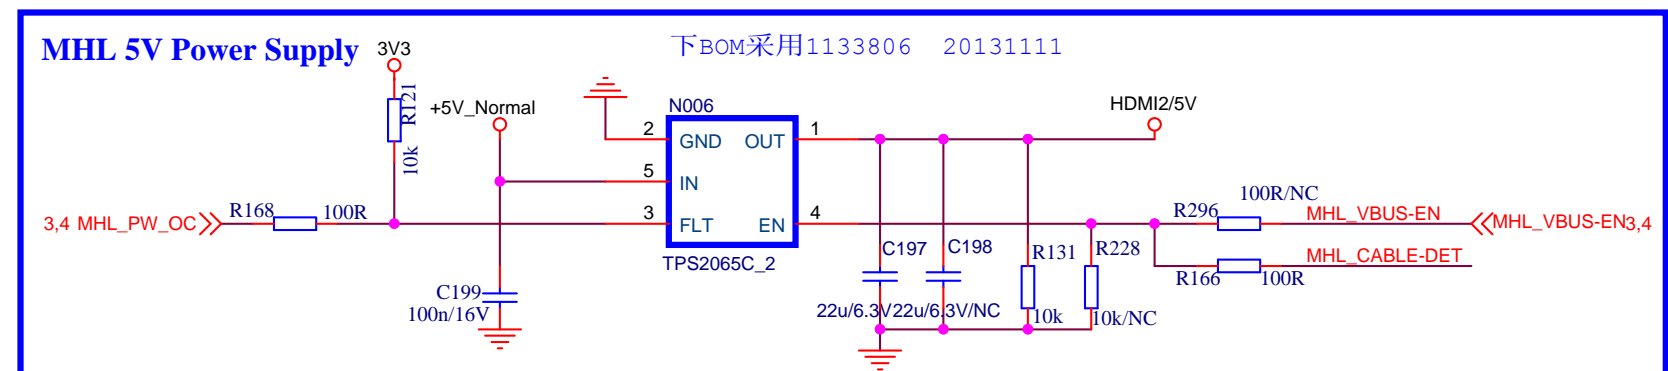 MHL 5V Power Supply
下BOM采用1133806 20131111
3V3
R121
10k
+5V_Normal
N006
HDMI2/5V
2 GND OUT 1
5 IN
3 FLT EN 4
TPS2065C_2
3,4 MHL_PW_OC
R168 100R
C199
100n/16V
C197
22u/6.3V
C198
22u/6.3V/NC
R131
10k
R228
10k/NC
100R/NC
R296
MHL_VBUS-EN
MHL_VBUS-EN3,4
R166 100R
MHL_CABLE-DET